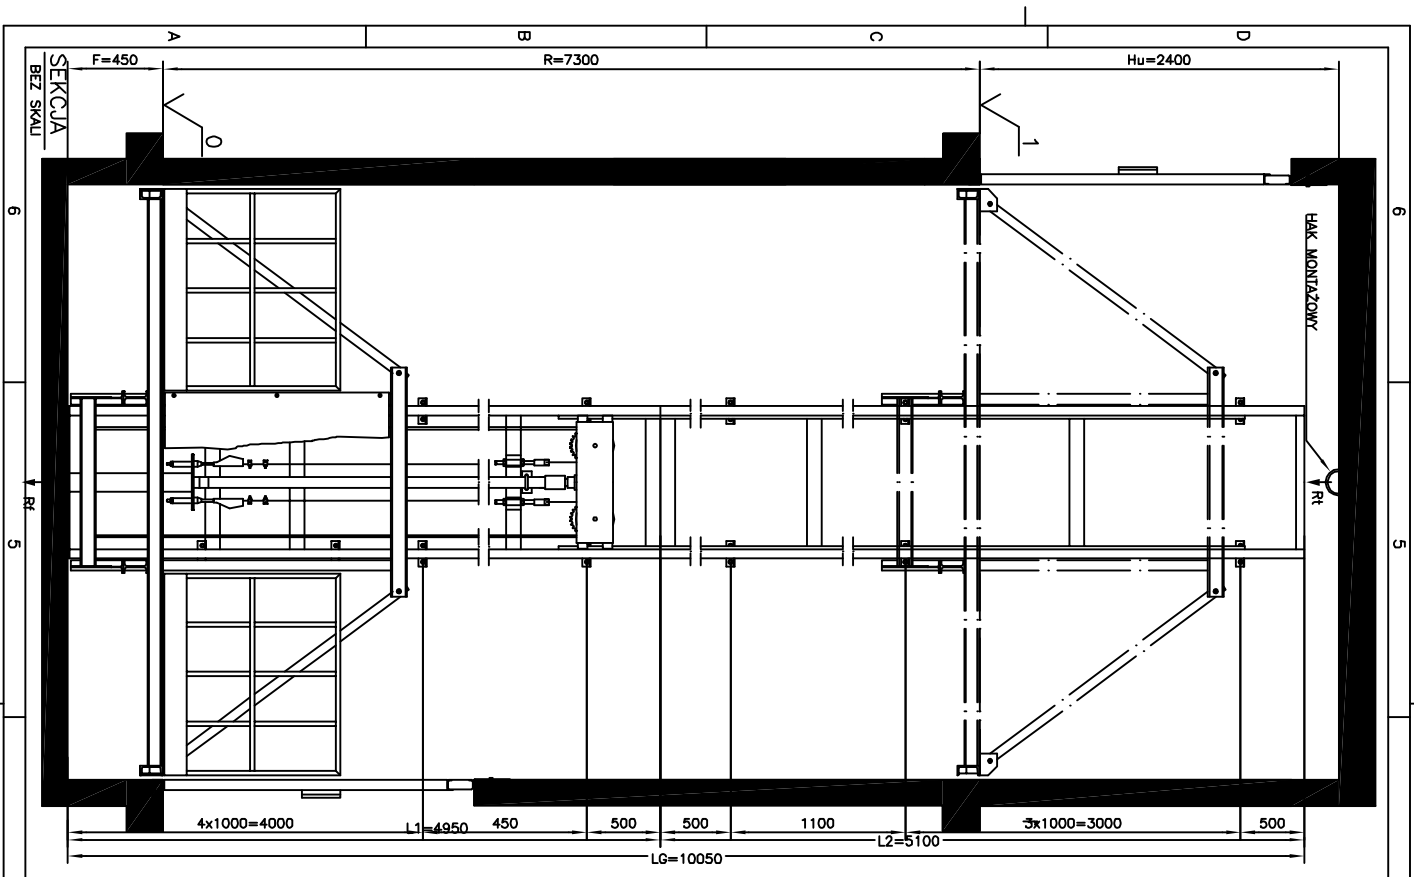 A
B
C
D
F=450
R=7300
Hu=2400
SEKCJA
BEZ SKALI
0
1
6
6
HAK MONTAŻOWY
Rf
Rt
5
5
4x1000=4000
L1=4950
450
500
500
1100
3x1000=3000
500
L2=5100
LG=10050